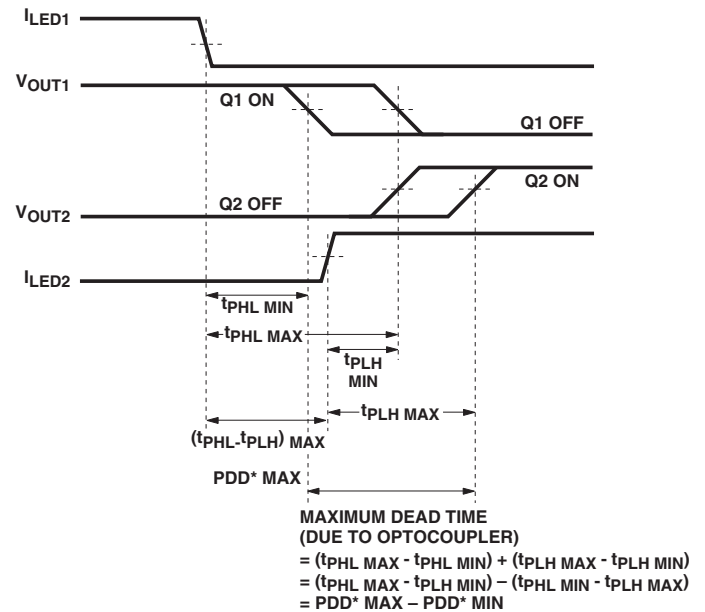 ILED1
VOUT1
Q1 ON
Q1 OFF
Q2 ON
Q2 OFF
VOUT2
ILED2
tPHL MIN
tPHL MAX
tPLH
MIN
tPLH MAX
(tPHL-tPLH) MAX
PDD* MAX
MAXIMUM DEAD TIME
(DUE TO OPTOCOUPLER)
= (tPHL MAX - tPHL MIN) + (tPLH MAX - tPLH MIN)
= (tPHL MAX - tPLH MIN) – (tPHL MIN - tPLH MAX)
= PDD* MAX – PDD* MIN